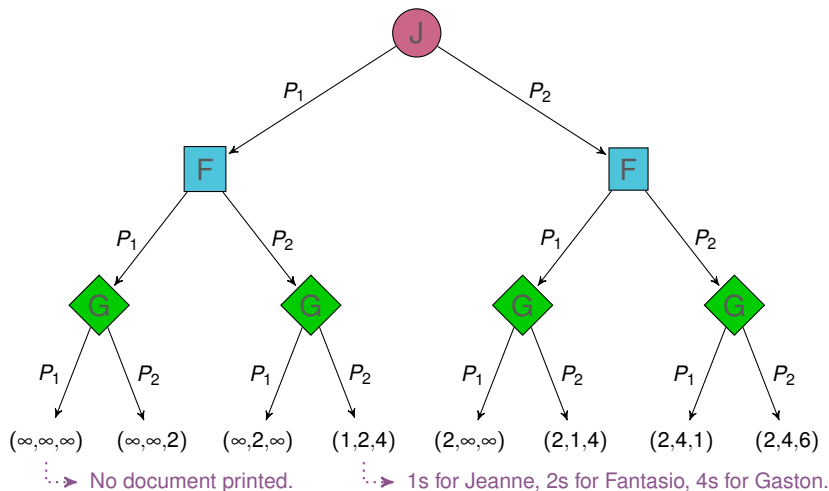 J
P1 P2
F F
P1 P2 P1 P2
G G G G
P1 P2 P1 P2 P1 P2 P1 P2
(∞,∞,∞) (∞,∞,2) (∞,2,∞) (1,2,4) (2,∞,∞) (2,1,4) (2,4,1) (2,4,6)
No document printed. 1s for Jeanne, 2s for Fantasio, 4s for Gaston.